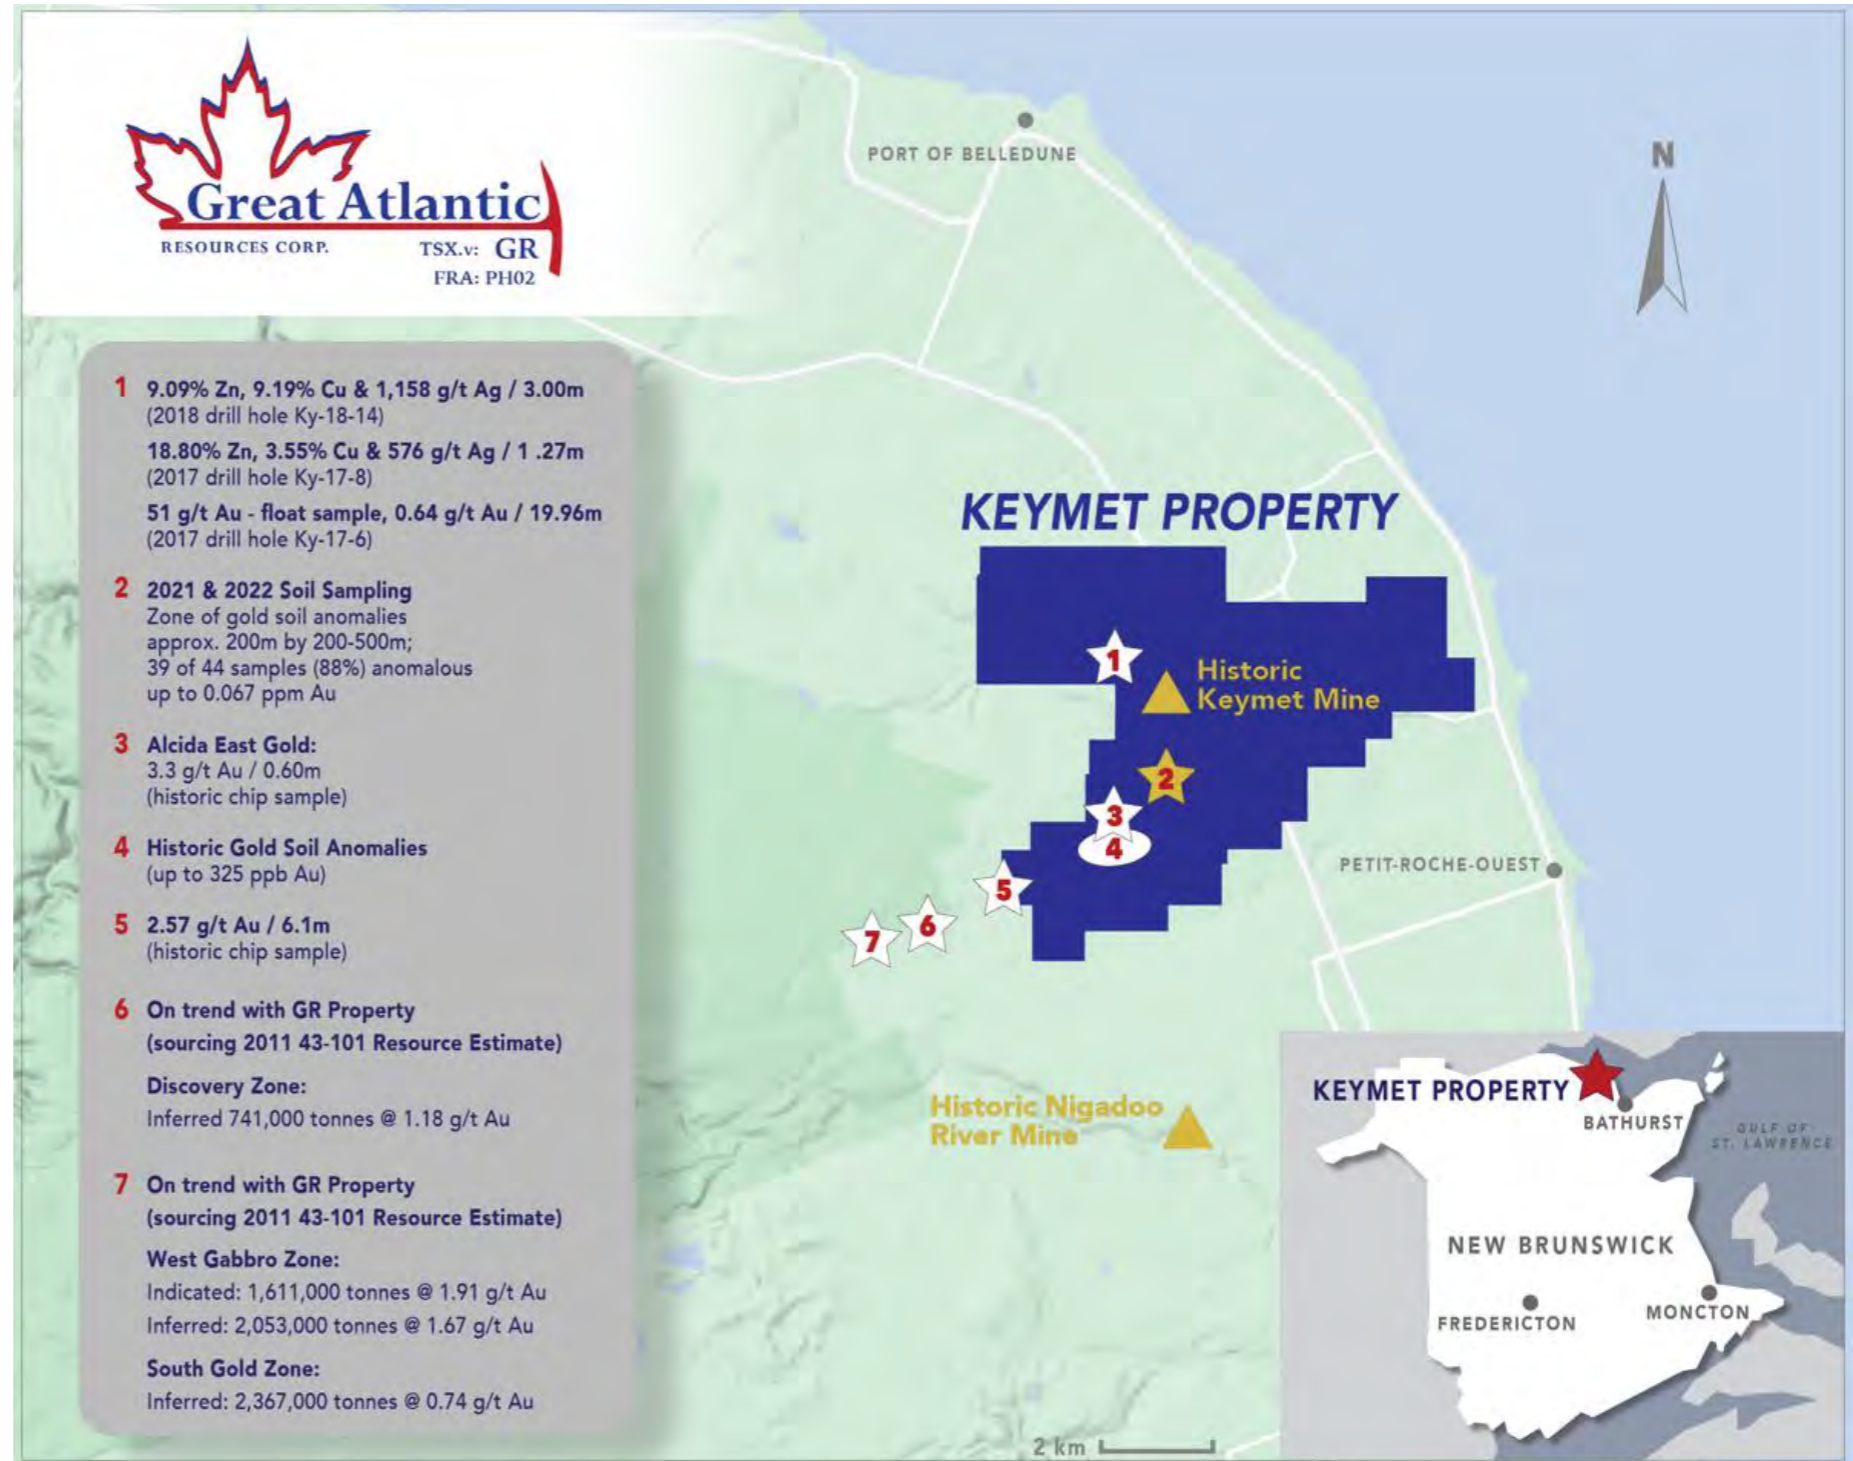 Great Atlantic
RESOURCES CORP. TSX.v: GR
FRA: PH02
1 9.09% Zn, 9.19% Cu & 1,158 g/t Ag / 3.00m
(2018 drill hole Ky-18-14)
18.80% Zn, 3.55% Cu & 576 g/t Ag / 1 .27m
(2017 drill hole Ky-17-8)
51 g/t Au - float sample, 0.64 g/t Au / 19.96m
(2017 drill hole Ky-17-6)
2 2021 & 2022 Soil Sampling
Zone of gold soil anomalies
approx. 200m by 200-500m;
39 of 44 samples (88%) anomalous
up to 0.067 ppm Au
3 Alcida East Gold:
3.3 g/t Au / 0.60m
(historic chip sample)
4 Historic Gold Soil Anomalies
(up to 325 ppb Au)
5 2.57 g/t Au / 6.1m
(historic chip sample)
6 On trend with GR Property
(sourcing 2011 43-101 Resource Estimate)
Discovery Zone:
Inferred 741,000 tonnes @ 1.18 g/t Au
7 On trend with GR Property
(sourcing 2011 43-101 Resource Estimate)
West Gabbro Zone:
Indicated: 1,611,000 tonnes @ 1.91 g/t Au
Inferred: 2,053,000 tonnes @ 1.67 g/t Au
South Gold Zone:
Inferred: 2,367,000 tonnes @ 0.74 g/t Au
PORT OF BELLEDUNE
N
KEYMET PROPERTY
1
Historic
Keymet Mine
2
3
4
5
6
7
PETIT-ROCHE-OUEST
Historic Nigadoo
River Mine
2 km
KEYMET PROPERTY
BATHURST
GULF OF
ST. LAWRENCE
NEW BRUNSWICK
FREDERICTON
MONCTON